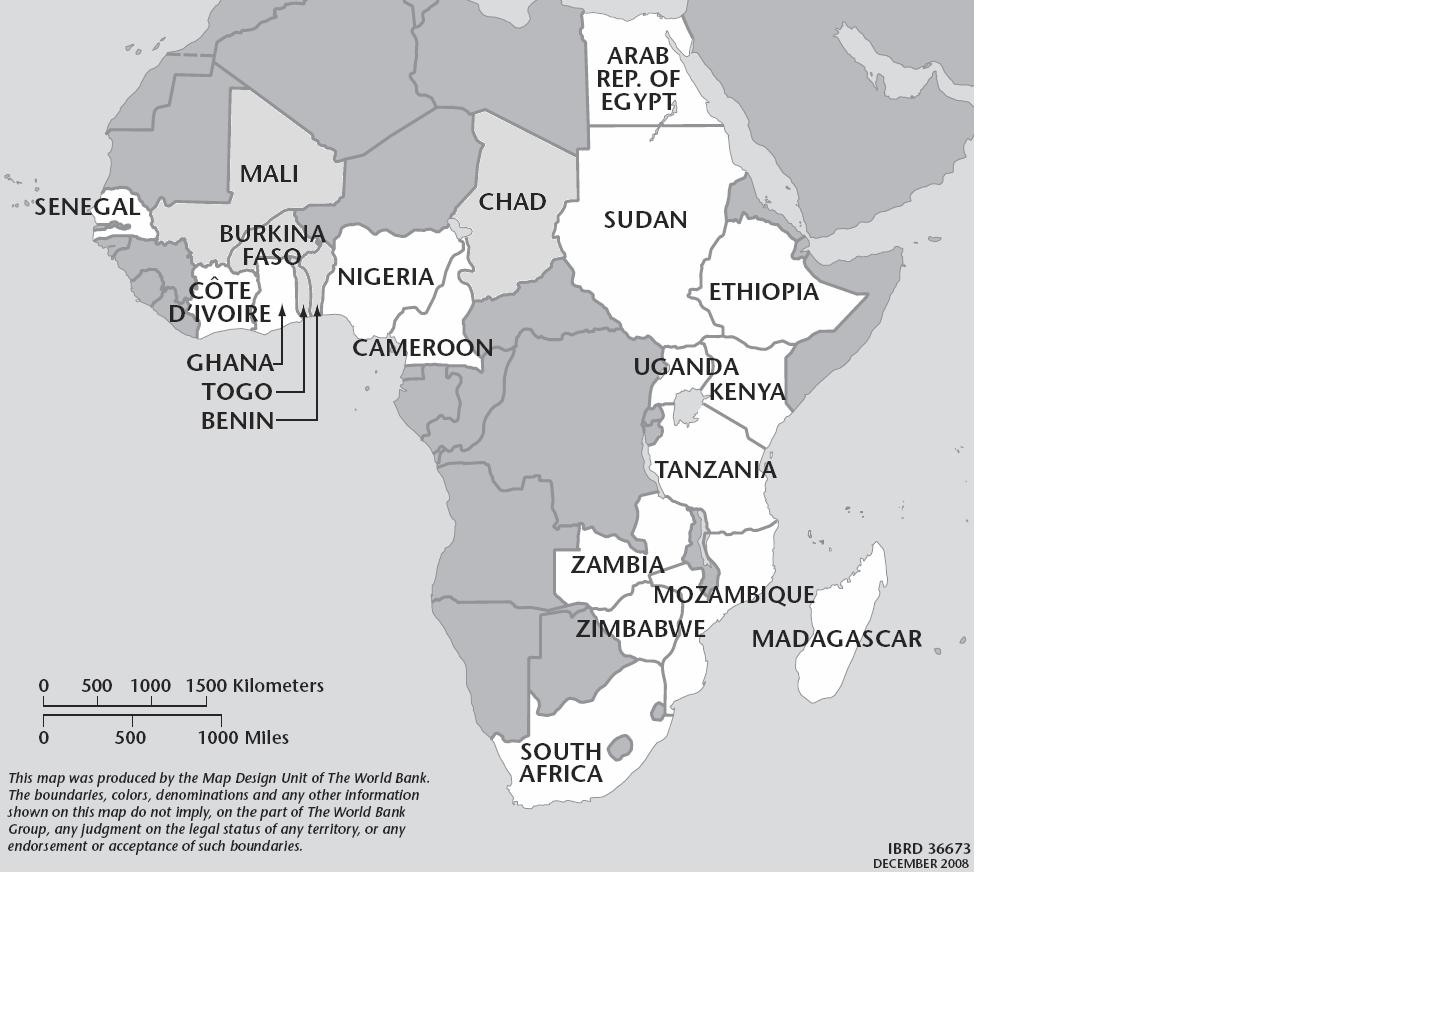 ARAB
REP. OF
EGYPT
MALI
CHAD
SENEGAL
SUDAN
BURKINA
FASO
NIGERIA
CÔTE
D'IVOIRE
ETHIOPIA
CAMEROON
GHANA
UGANDA
TOGO
KENYA
BENIN
TANZANIA
ZAMBIA
MOZAMBIQUE
ZIMBABWE
MADAGASCAR
0 500 1000 1500 Kilometers
0 500 1000 Miles
SOUTH
AFRICA
This map was produced by the Map Design Unit of The World Bank.
The boundaries, colors, denominations and any other information
shown on this map do not imply, on the part of The World Bank
Group, any judgment on the legal status of any territory, or any
endorsement or acceptance of such boundaries.
IBRD 36673
DECEMBER 2008